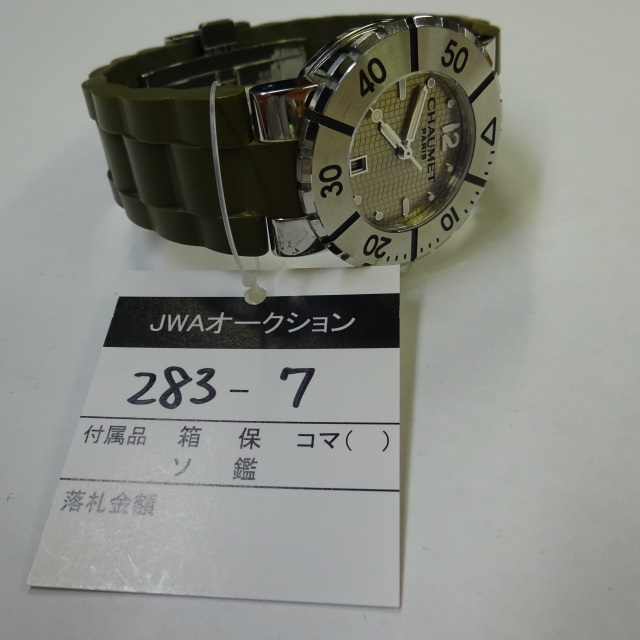 40
50
30
20
10
12
CHAUMET
PARIS
JWAオークション
283-7
付属品 箱 保 コマ( )
ソ 鑑
落札金額